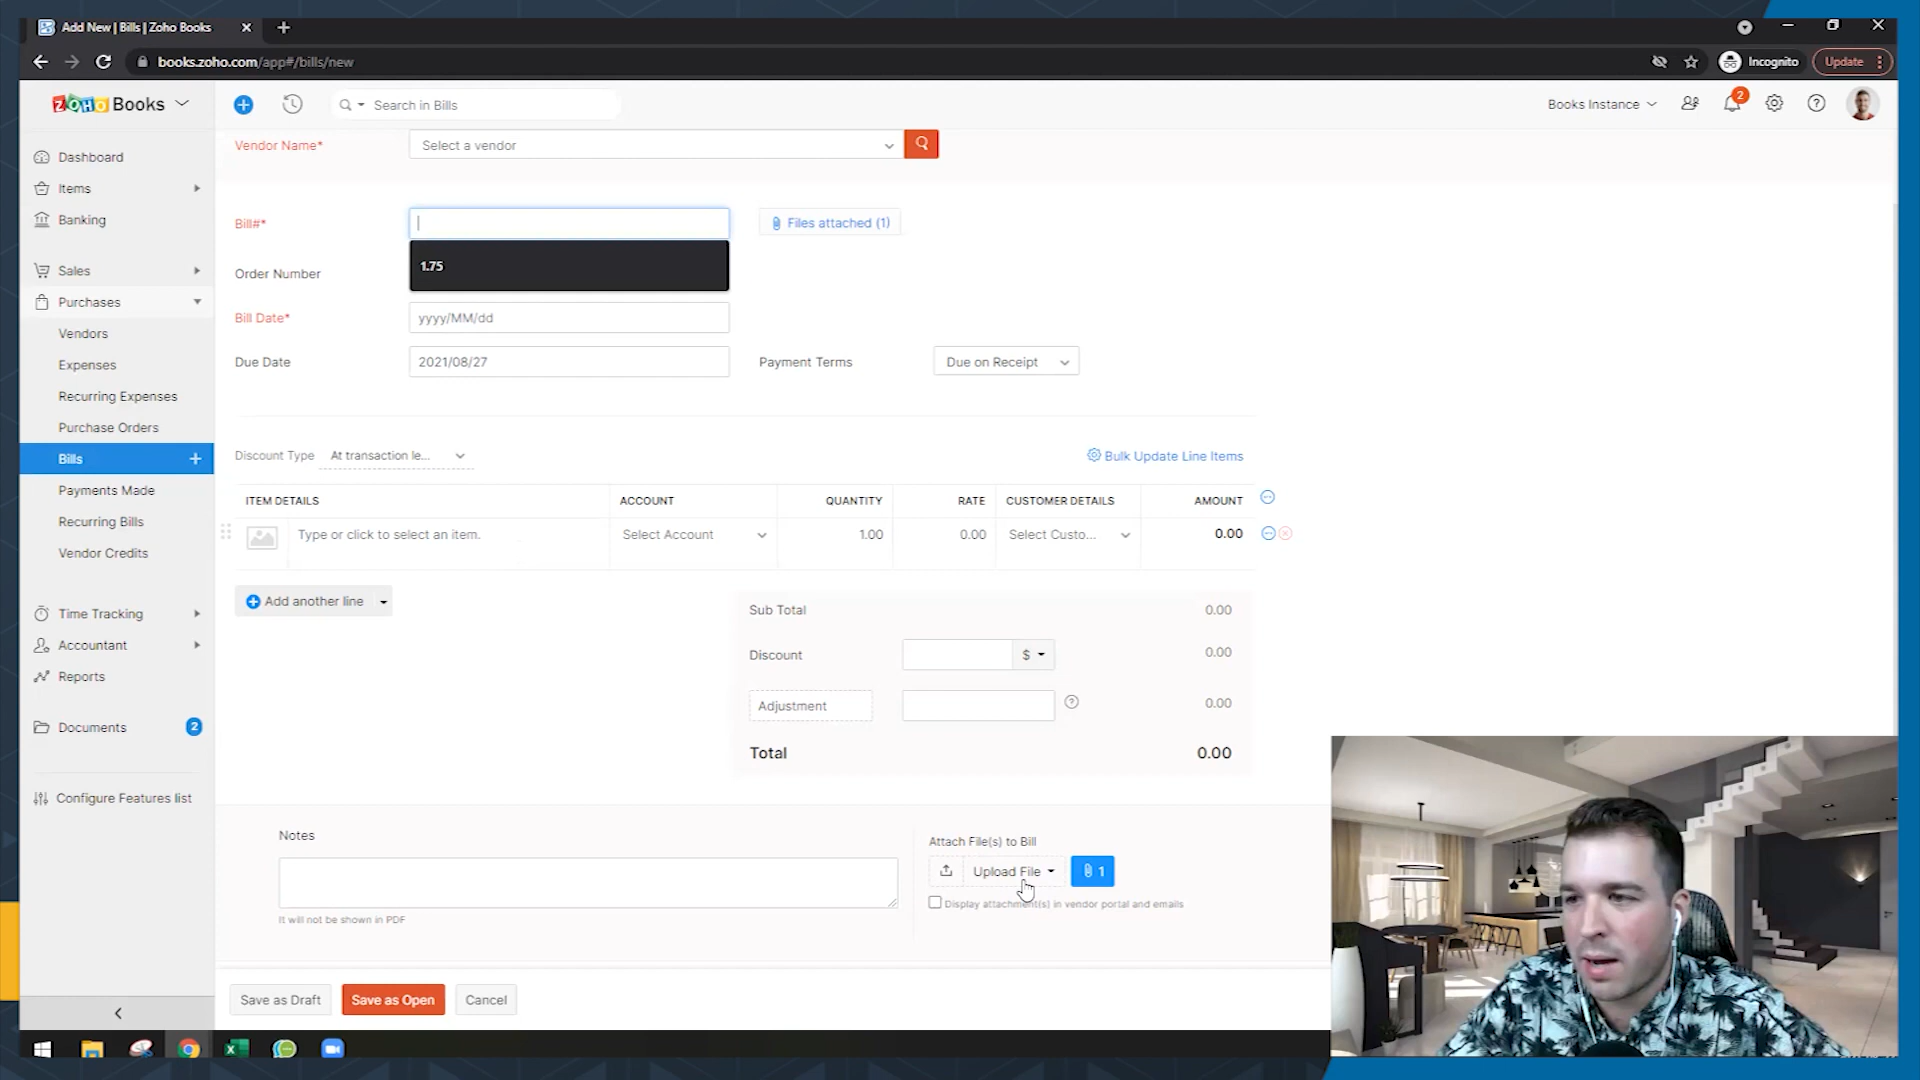 Add New | Bills | Zoho Books
books.zoho.com/app#/bills/new
Incognito
Update
ZOHO Books
Search in Bills
Books Instance
2
Dashboard
Items
Banking
Sales
Purchases
Vendors
Expenses
Recurring Expenses
Purchase Orders
Bills
Payments Made
Recurring Bills
Vendor Credits
Time Tracking
Accountant
Reports
Documents
2
Configure Features list
Vendor Name*
Select a vendor
Bill#*
Files attached (1)
1.75
Order Number
Bill Date*
yyyy/MM/dd
Due Date
2021/08/27
Payment Terms
Due on Receipt
Discount Type
At transaction le...
Bulk Update Line Items
ITEM DETAILS
ACCOUNT
QUANTITY
RATE
CUSTOMER DETAILS
AMOUNT
Type or click to select an item.
Select Account
1.00
0.00
Select Custo...
0.00
Add another line
Sub Total
0.00
Discount
$
0.00
Adjustment
0.00
Total
0.00
Notes
It will not be shown in PDF
Attach File(s) to Bill
Upload File
1
Display attachment(s) in vendor portal and emails
Save as Draft
Save as Open
Cancel